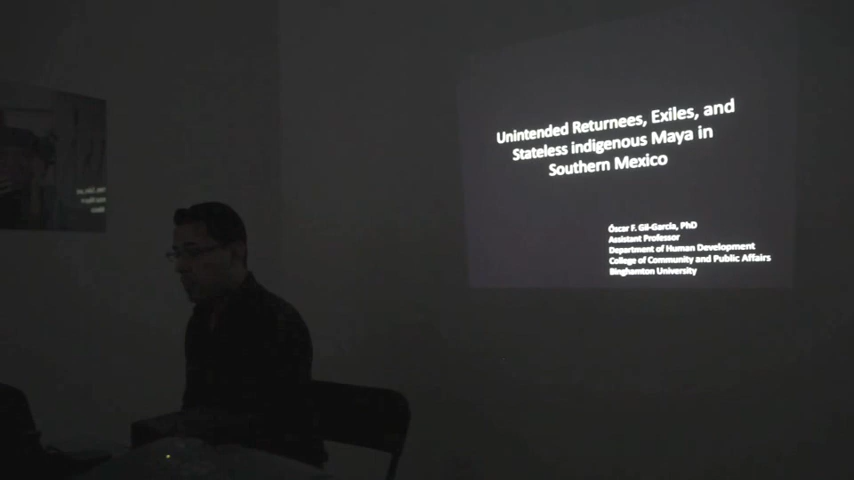 Unintended Returnees, Exiles, and
Stateless indigenous Maya in
Southern Mexico
Óscar F. Gil-García, PhD
Assistant Professor
Department of Human Development
College of Community and Public Affairs
Binghamton University